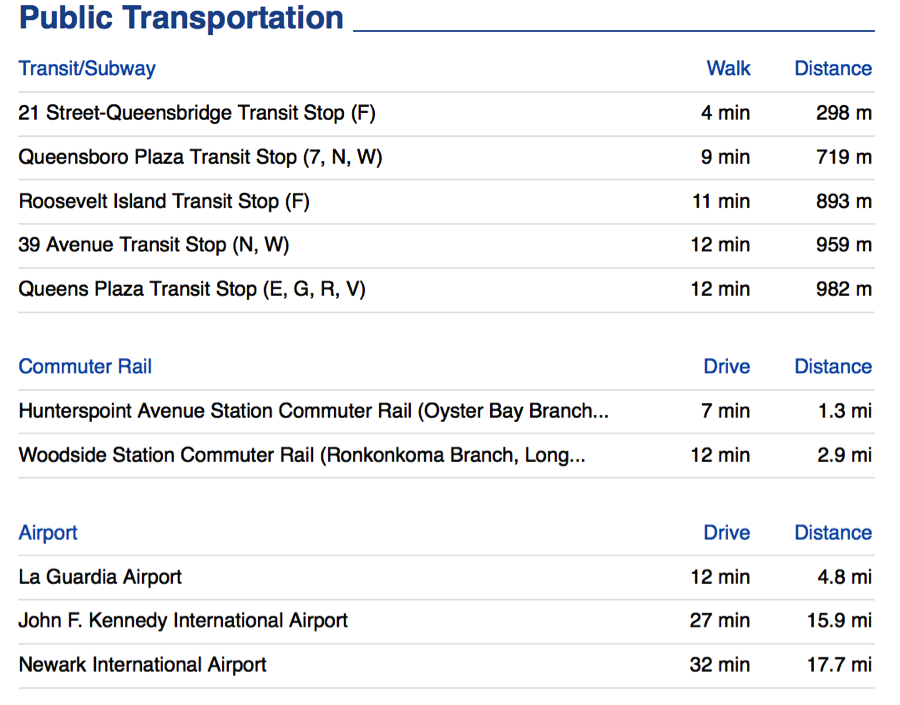 Public Transportation
Transit/Subway Walk Distance
21 Street-Queensbridge Transit Stop (F) 4 min 298 m
Queensboro Plaza Transit Stop (7, N, W) 9 min 719 m
Roosevelt Island Transit Stop (F) 11 min 893 m
39 Avenue Transit Stop (N, W) 12 min 959 m
Queens Plaza Transit Stop (E, G, R, V) 12 min 982 m
Commuter Rail Drive Distance
Hunterspoint Avenue Station Commuter Rail (Oyster Bay Branch... 7 min 1.3 mi
Woodside Station Commuter Rail (Ronkonkoma Branch, Long... 12 min 2.9 mi
Airport Drive Distance
La Guardia Airport 12 min 4.8 mi
John F. Kennedy International Airport 27 min 15.9 mi
Newark International Airport 32 min 17.7 mi